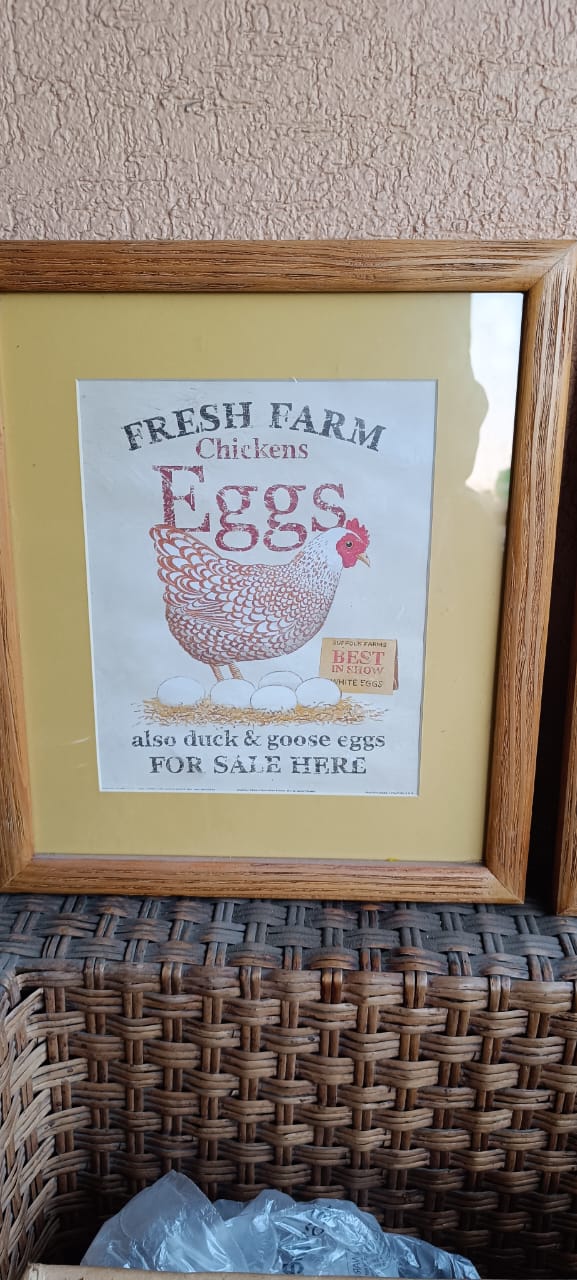 FRESH FARM
Chickens
Eggs
SUFFOLK FARMS
BEST
IN SHOW
WHITE EGGS
also duck & goose eggs
FOR SALE HERE